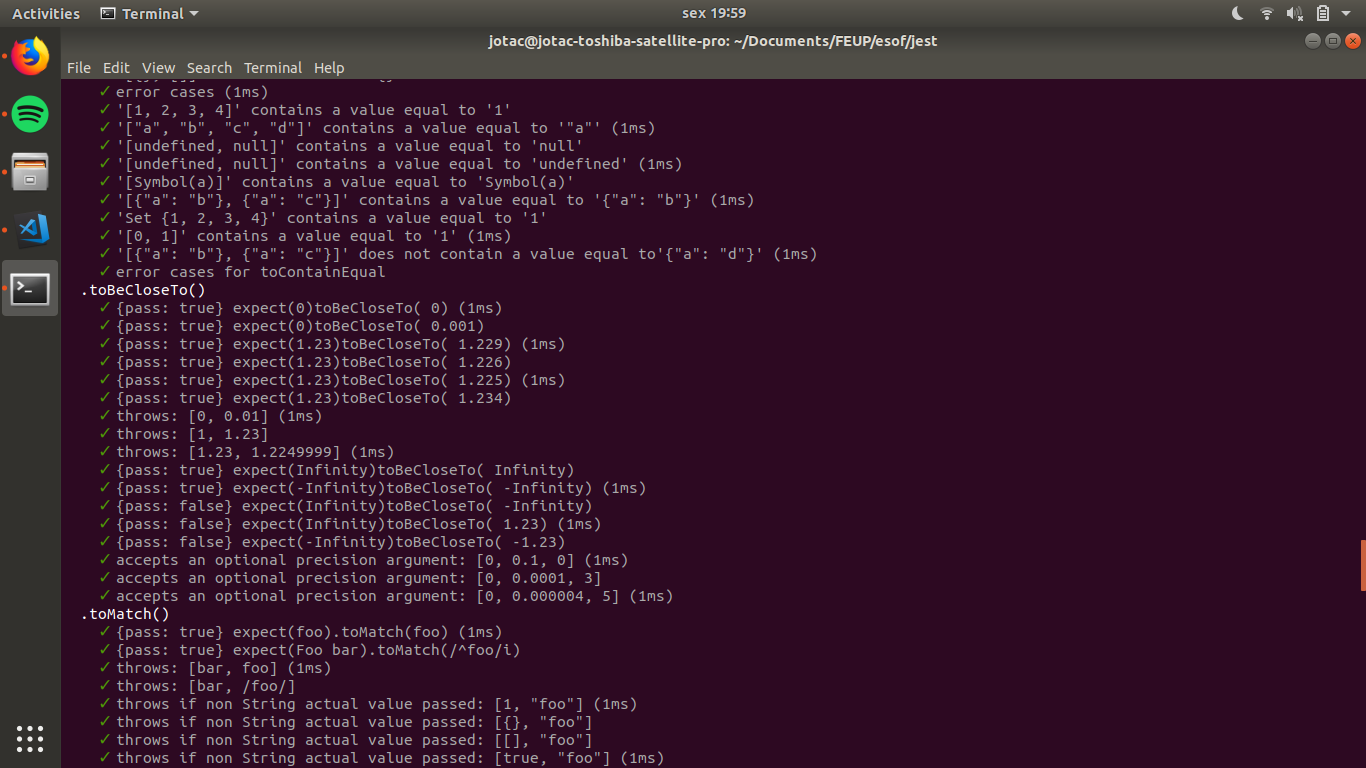 Activities
Terminal
sex 19:59
jotac@jotac-toshiba-satellite-pro: ~/Documents/FEUP/esof/jest
File Edit View Search Terminal Help
✓ error cases (1ms)
✓ '[1, 2, 3, 4]' contains a value equal to '1'
✓ '["a", "b", "c", "d"]' contains a value equal to '"a"' (1ms)
✓ '[undefined, null]' contains a value equal to 'null'
✓ '[undefined, null]' contains a value equal to 'undefined' (1ms)
✓ '[Symbol(a)]' contains a value equal to 'Symbol(a)'
✓ '[{"a": "b"}, {"a": "c"}]' contains a value equal to '{"a": "b"}' (1ms)
✓ 'Set {1, 2, 3, 4}' contains a value equal to '1'
✓ '[0, 1]' contains a value equal to '1' (1ms)
✓ '[{"a": "b"}, {"a": "c"}]' does not contain a value equal to'{"a": "d"}' (1ms)
✓ error cases for toContainEqual
.toBeCloseTo()
✓ {pass: true} expect(0)toBeCloseTo( 0) (1ms)
✓ {pass: true} expect(0)toBeCloseTo( 0.001)
✓ {pass: true} expect(1.23)toBeCloseTo( 1.229) (1ms)
✓ {pass: true} expect(1.23)toBeCloseTo( 1.226)
✓ {pass: true} expect(1.23)toBeCloseTo( 1.225) (1ms)
✓ {pass: true} expect(1.23)toBeCloseTo( 1.234)
✓ throws: [0, 0.01] (1ms)
✓ throws: [1, 1.23]
✓ throws: [1.23, 1.2249999] (1ms)
✓ {pass: true} expect(Infinity)toBeCloseTo( Infinity)
✓ {pass: true} expect(-Infinity)toBeCloseTo( -Infinity) (1ms)
✓ {pass: false} expect(Infinity)toBeCloseTo( -Infinity)
✓ {pass: false} expect(Infinity)toBeCloseTo( 1.23) (1ms)
✓ {pass: false} expect(-Infinity)toBeCloseTo( -1.23)
✓ accepts an optional precision argument: [0, 0.1, 0] (1ms)
✓ accepts an optional precision argument: [0, 0.0001, 3]
✓ accepts an optional precision argument: [0, 0.000004, 5] (1ms)
.toMatch()
✓ {pass: true} expect(foo).toMatch(foo) (1ms)
✓ {pass: true} expect(Foo bar).toMatch(/^foo/i)
✓ throws: [bar, foo] (1ms)
✓ throws: [bar, /foo/]
✓ throws if non String actual value passed: [1, "foo"] (1ms)
✓ throws if non String actual value passed: [{}, "foo"]
✓ throws if non String actual value passed: [[], "foo"]
✓ throws if non String actual value passed: [true, "foo"] (1ms)